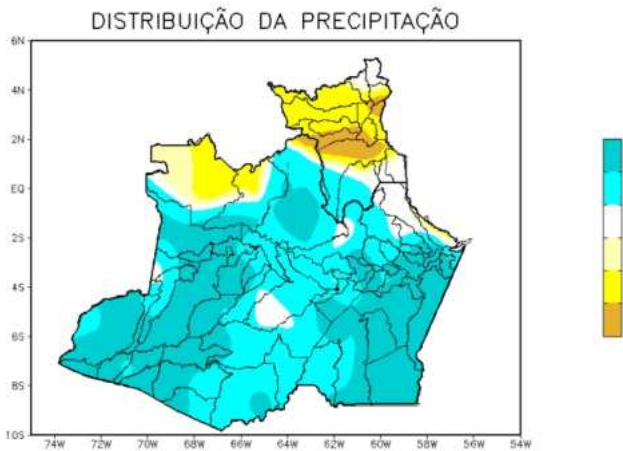 DISTRIBUIÇÃO DA PRECIPITAÇÃO
6N
4N
2N
EQ
2S
4S
6S
8S
10S
74W 72W 70W 68W 66W 64W 62W 60W 58W 56W 54W